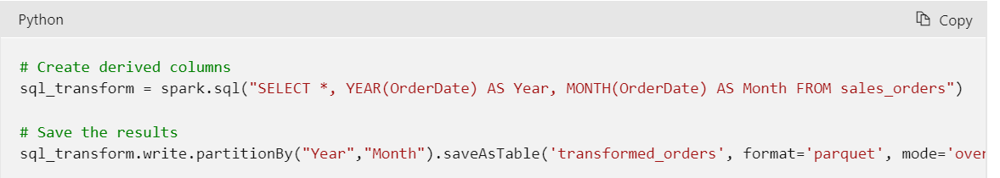 Python
Copy
# Create derived columns
sql_transform = spark.sql("SELECT *, YEAR(OrderDate) AS Year, MONTH(OrderDate) AS Month FROM sales_orders")
# Save the results
sql_transform.write.partitionBy("Year","Month").saveAsTable('transformed_orders', format='parquet', mode='over